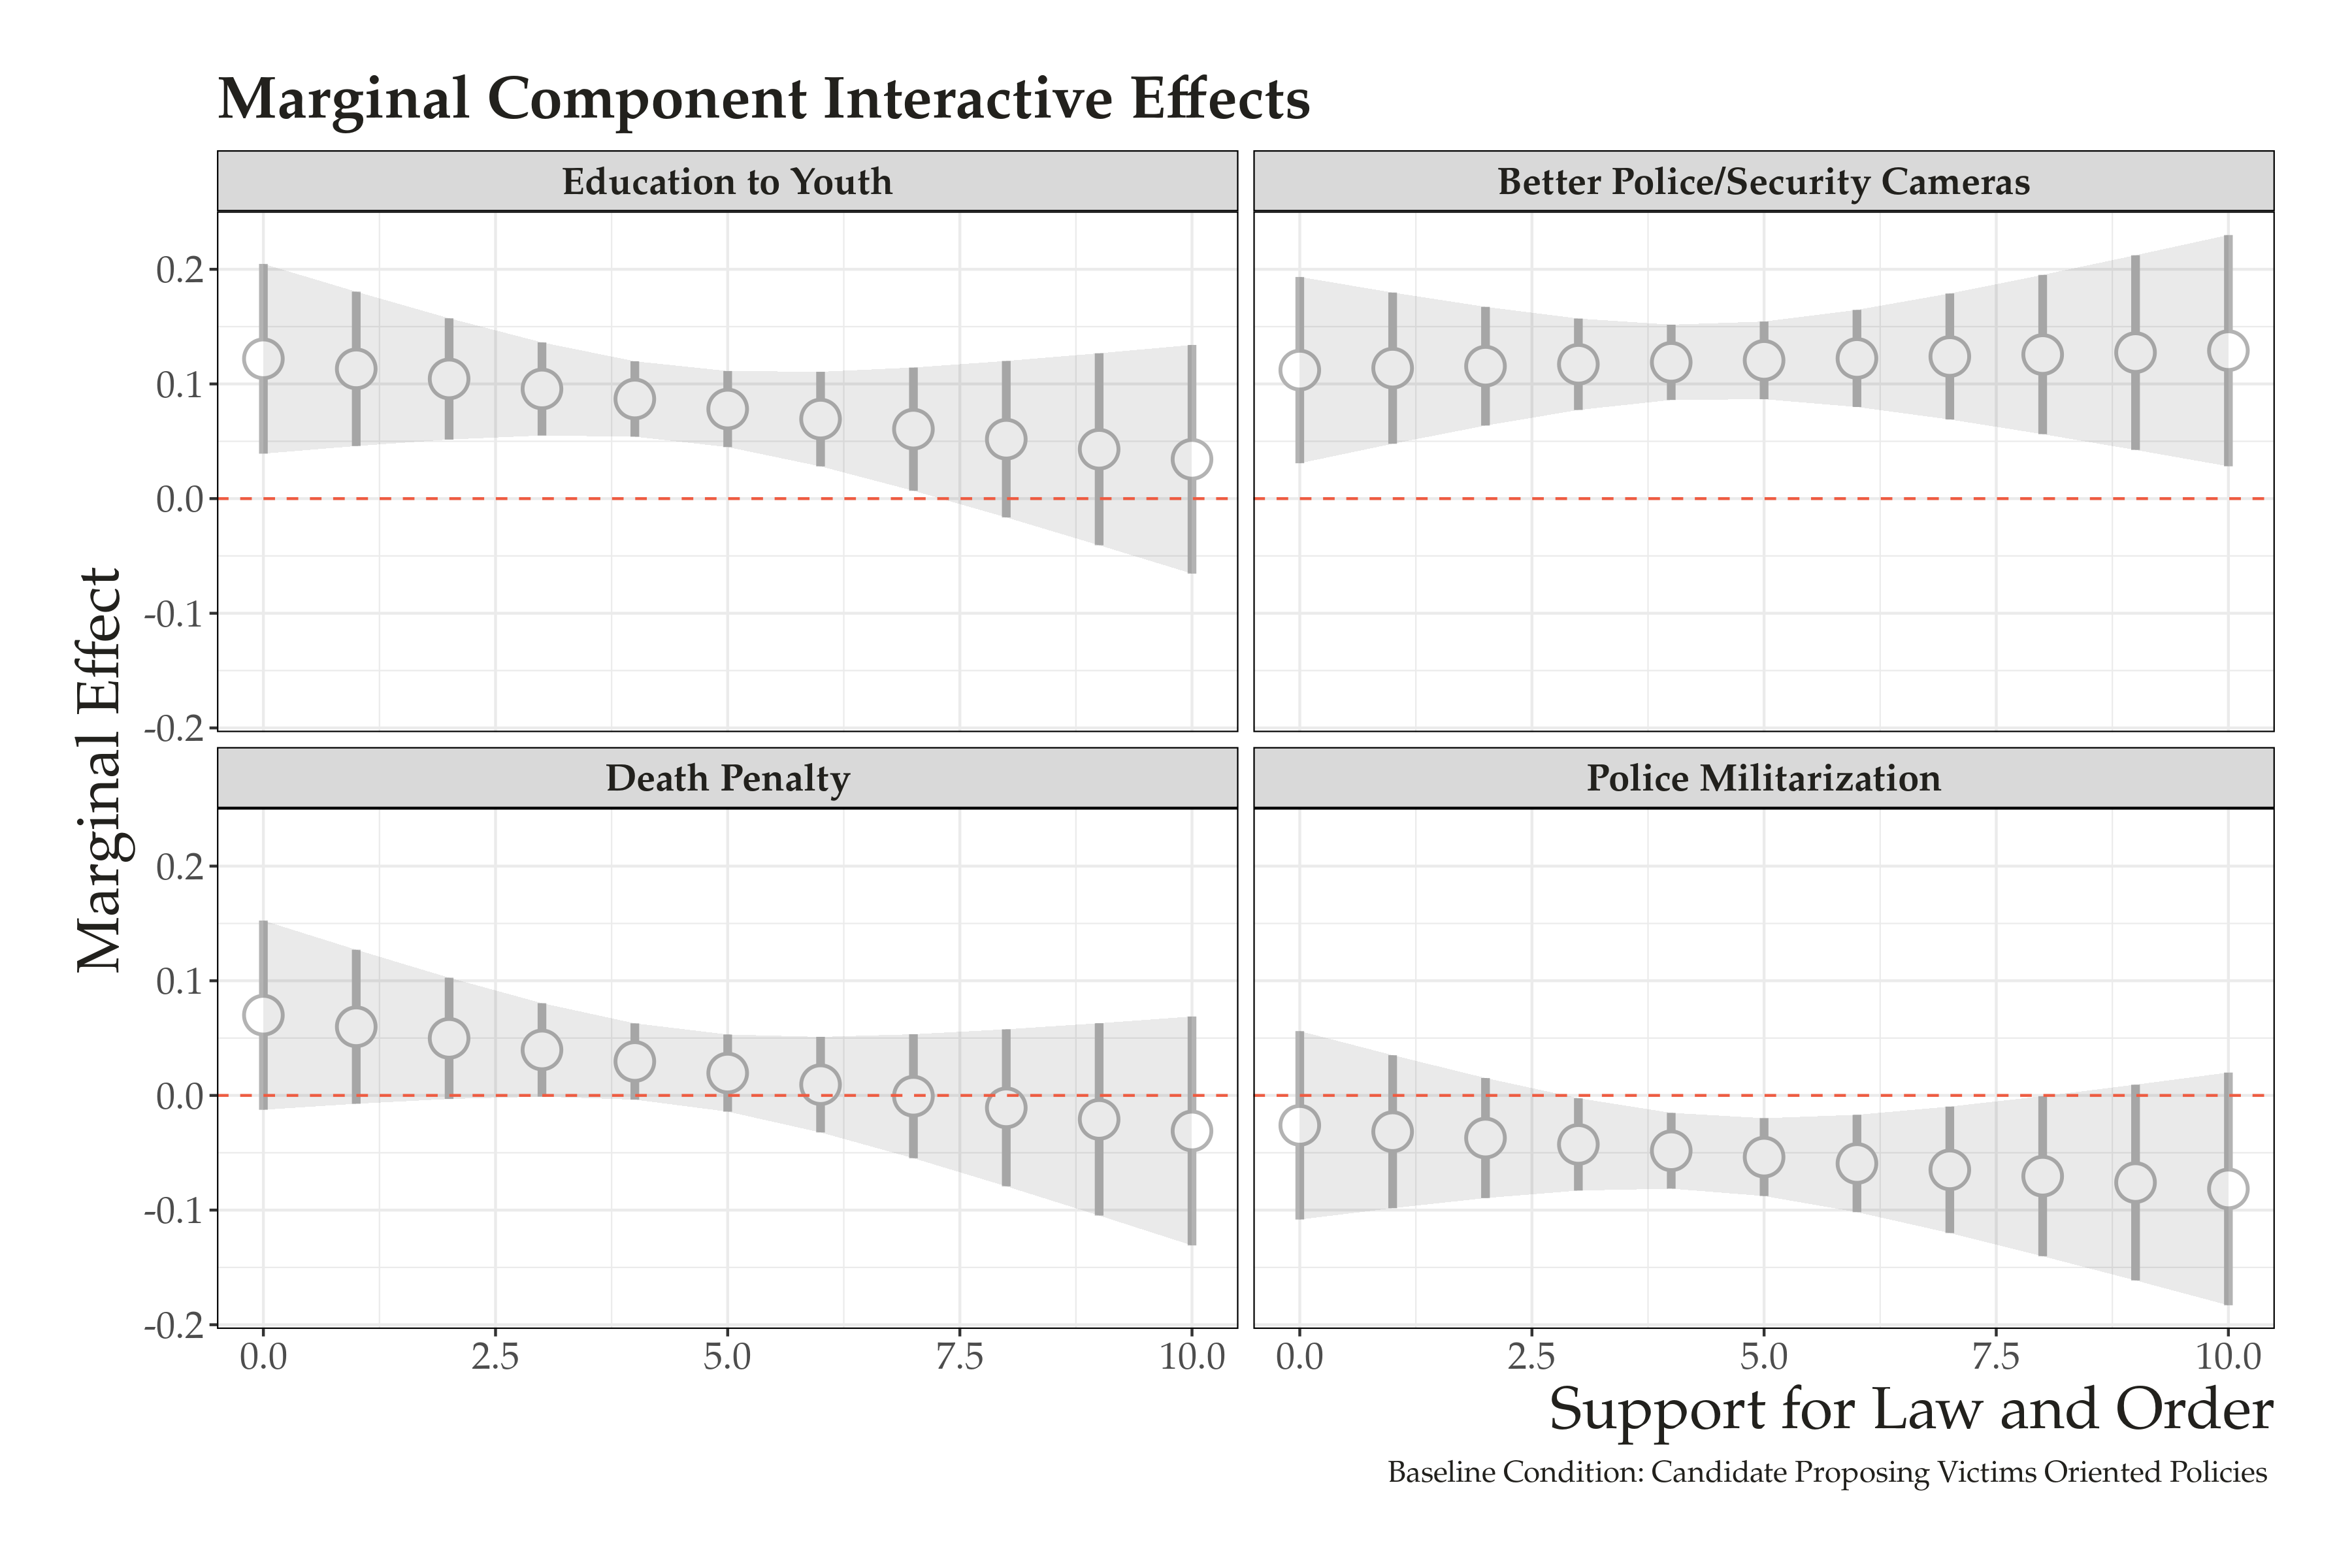 Marginal Component Interactive Effects
Education to Youth
Better Police/Security Cameras
0.2
0.1
0.0
-0.1
-0.2
Marginal Effect
Death Penalty
Police Militarization
0.2
0.1
0.0
-0.1
-0.2
0.0 2.5 5.0 7.5 10.0
0.0 2.5 5.0 7.5 10.0
Support for Law and Order
Baseline Condition: Candidate Proposing Victims Oriented Policies